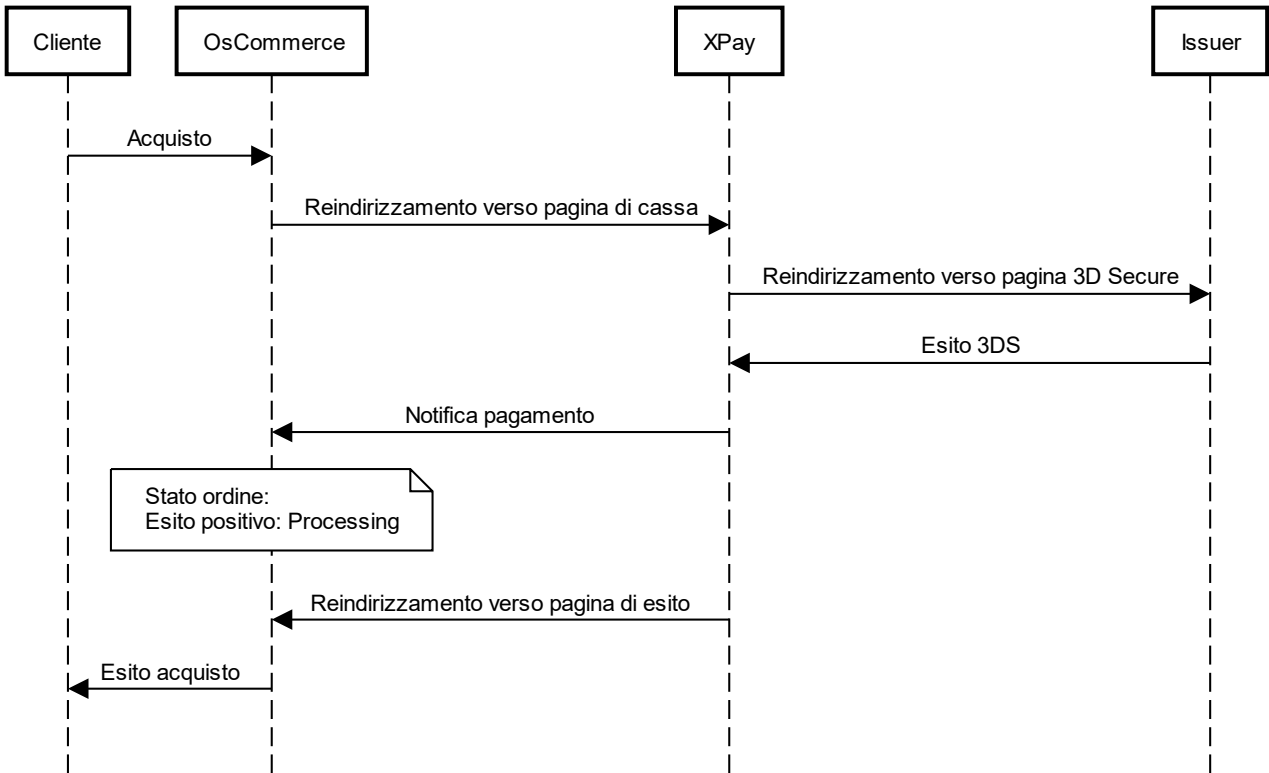 Cliente
OsCommerce
XPay
Issuer
Acquisto
Reindirizzamento verso pagina di cassa
Reindirizzamento verso pagina 3D Secure
Esito 3DS
Notifica pagamento
Stato ordine:
Esito positivo: Processing
Reindirizzamento verso pagina di esito
Esito acquisto